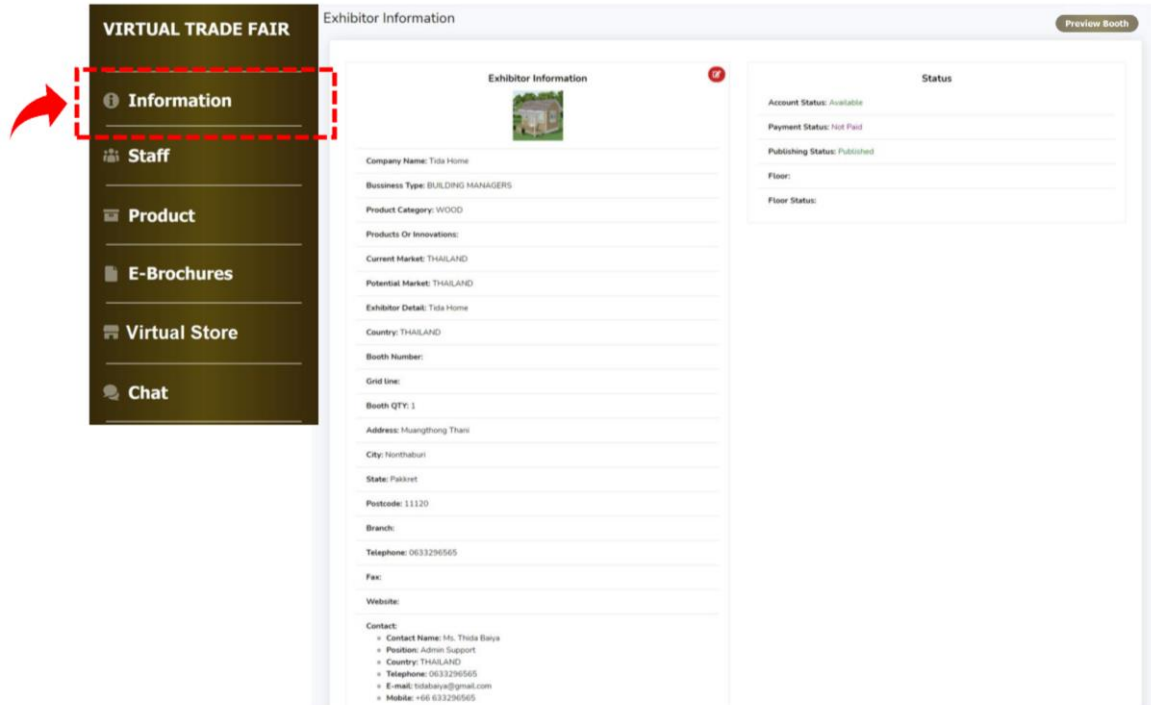 VIRTUAL TRADE FAIR
Information
Staff
Product
E-Brochures
Virtual Store
Chat
Exhibitor Information
Preview Booth
Exhibitor Information
Company Name: Tida Home
Bussiness Type: BUILDING MANAGERS
Product Category: WOOD
Products Or Innovations:
Current Market: THAILAND
Potential Market: THAILAND
Exhibitor Detail: Tida Home
Country: THAILAND
Booth Number:
Grid line:
Booth QTY: 1
Address: Muangthong Thani
City: Nonthaburi
State: Pakkret
Postcode: 11120
Branch:
Telephone: 0633296565
Fax:
Website:
Contact:
Contact Name: Ms. Thida Baiya
Position: Admin Support
Country: THAILAND
Telephone: 0633296565
E-mail: tidabaiya@gmail.com
Mobile: +66 633296565
Status
Account Status: Available
Payment Status: Not Paid
Publishing Status: Published
Floor:
Floor Status: